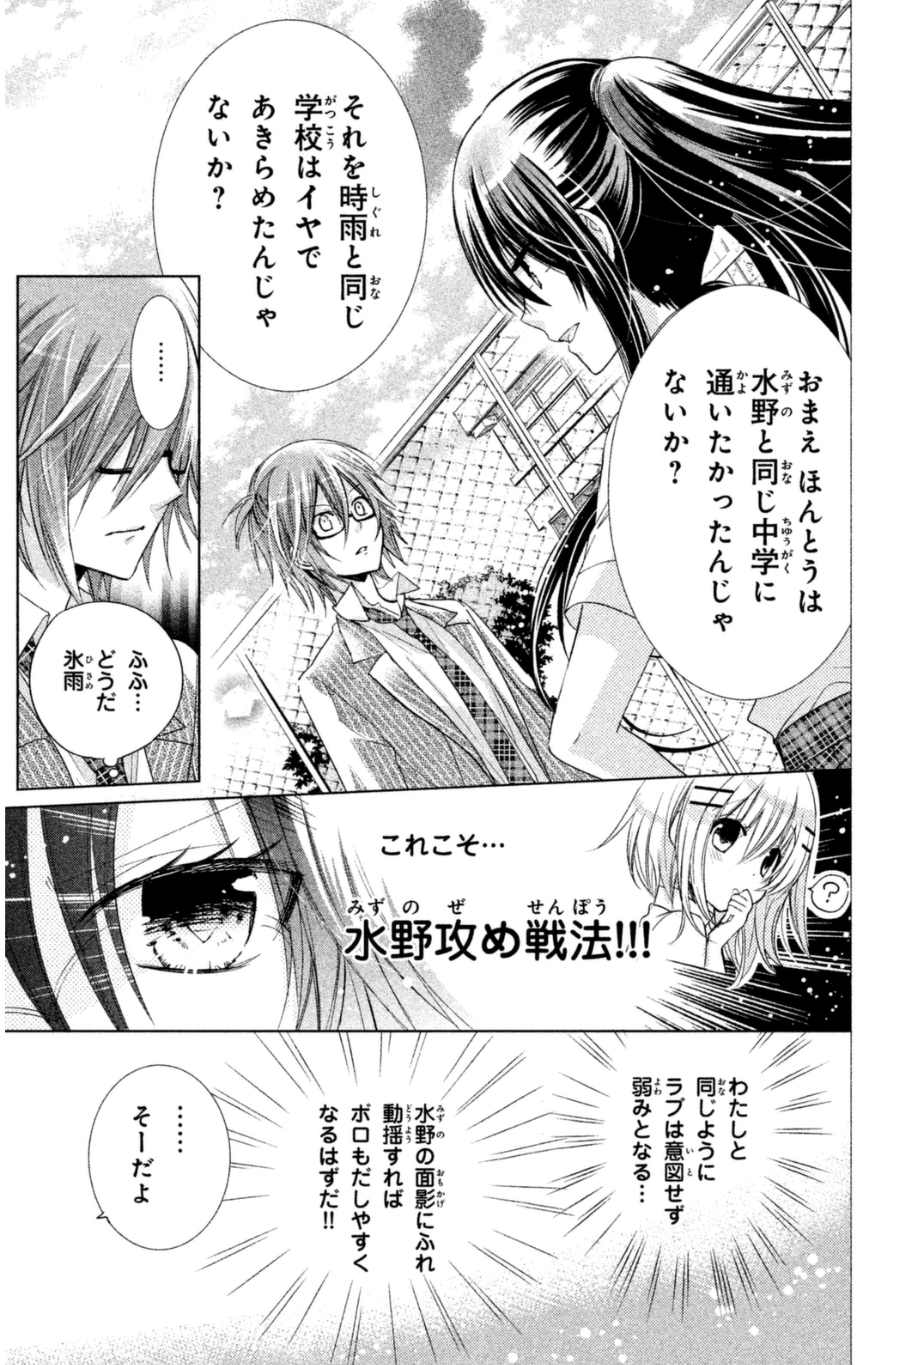 おまえ ほんとうは
水野と同じ中学に
通いたかったんじゃ
ないか？
それを時雨と同じ
学校はイヤで
あきらめたんじゃ
ないか？
……
ふふ…
どうだ
氷雨
？
これこそ…
水野攻め戦法!!!
わたしと
同じように
ラブは意図せず
弱みとなる…
水野の面影にふれ
動揺すれば
ボロもだしやすく
なるはずだ!!
……
そーだよ